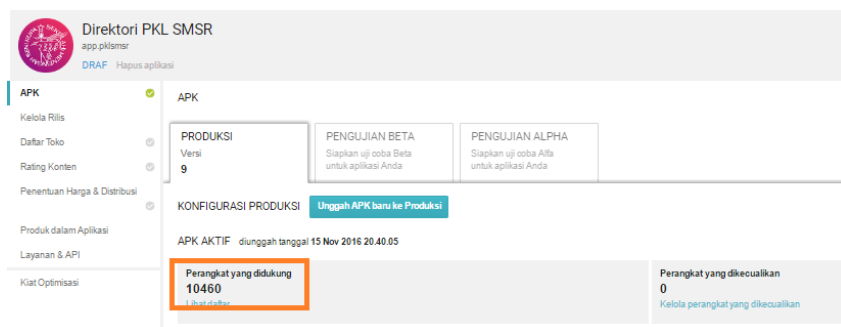 Direktori PKL SMSR
app.pklsmsr
DRAF Hapus aplikasi
APK
Kelola Rilis
Daftar Toko
Rating Konten
Penentuan Harga & Distribusi
Produk dalam Aplikasi
Layanan & API
Kiat Optimisasi
APK
PRODUKSI
Versi
9
PENGUJIAN BETA
Siapkan uji coba Beta
untuk aplikasi Anda
PENGUJIAN ALPHA
Siapkan uji coba Alfa
untuk aplikasi Anda
KONFIGURASI PRODUKSI Unggah APK baru ke Produksi
APK AKTIF diunggah tanggal 15 Nov 2016 20.40.05
Perangkat yang didukung
10460
Lihat daftar
Perangkat yang dikecualikan
0
Kelola perangkat yang dikecualikan